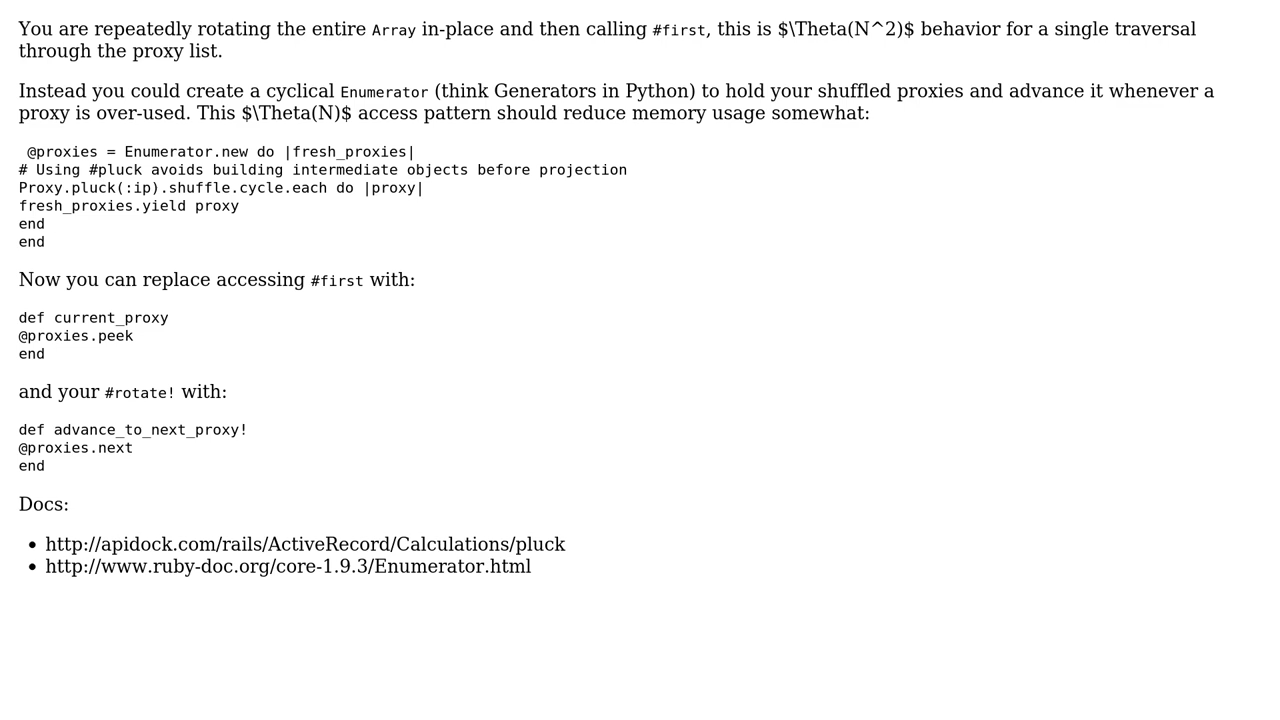 You are repeatedly rotating the entire Array in-place and then calling #first, this is $\Theta(N^2)$ behavior for a single traversal
through the proxy list.
Instead you could create a cyclical Enumerator (think Generators in Python) to hold your shuffled proxies and advance it whenever a
proxy is over-used. This $\Theta(N)$ access pattern should reduce memory usage somewhat:
@proxies = Enumerator.new do |fresh_proxies|
# Using #pluck avoids building intermediate objects before projection
Proxy.pluck(:ip).shuffle.cycle.each do |proxy|
fresh_proxies.yield proxy
end
end
Now you can replace accessing #first with:
def current_proxy
@proxies.peek
end
and your #rotate! with:
def advance_to_next_proxy!
@proxies.next
end
Docs:
• http://apidock.com/rails/ActiveRecord/Calculations/pluck
• http://www.ruby-doc.org/core-1.9.3/Enumerator.html